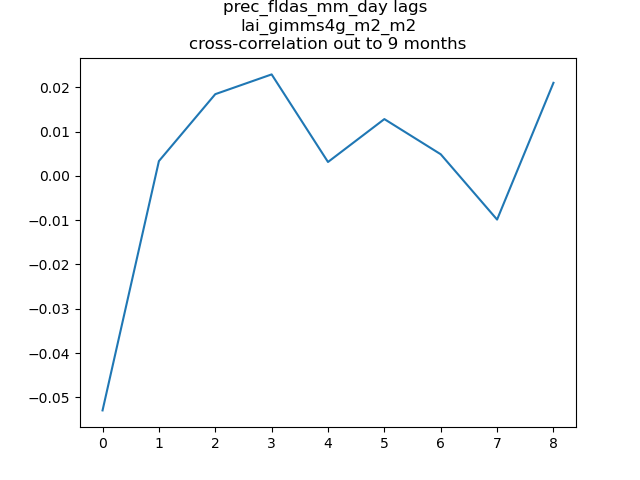 prec_fldas_mm_day lags
lai_gimms4g_m2_m2
cross-correlation out to 9 months
0.02
0.01
0.00
−0.01
−0.02
−0.03
−0.04
−0.05
0 1 2 3 4 5 6 7 8